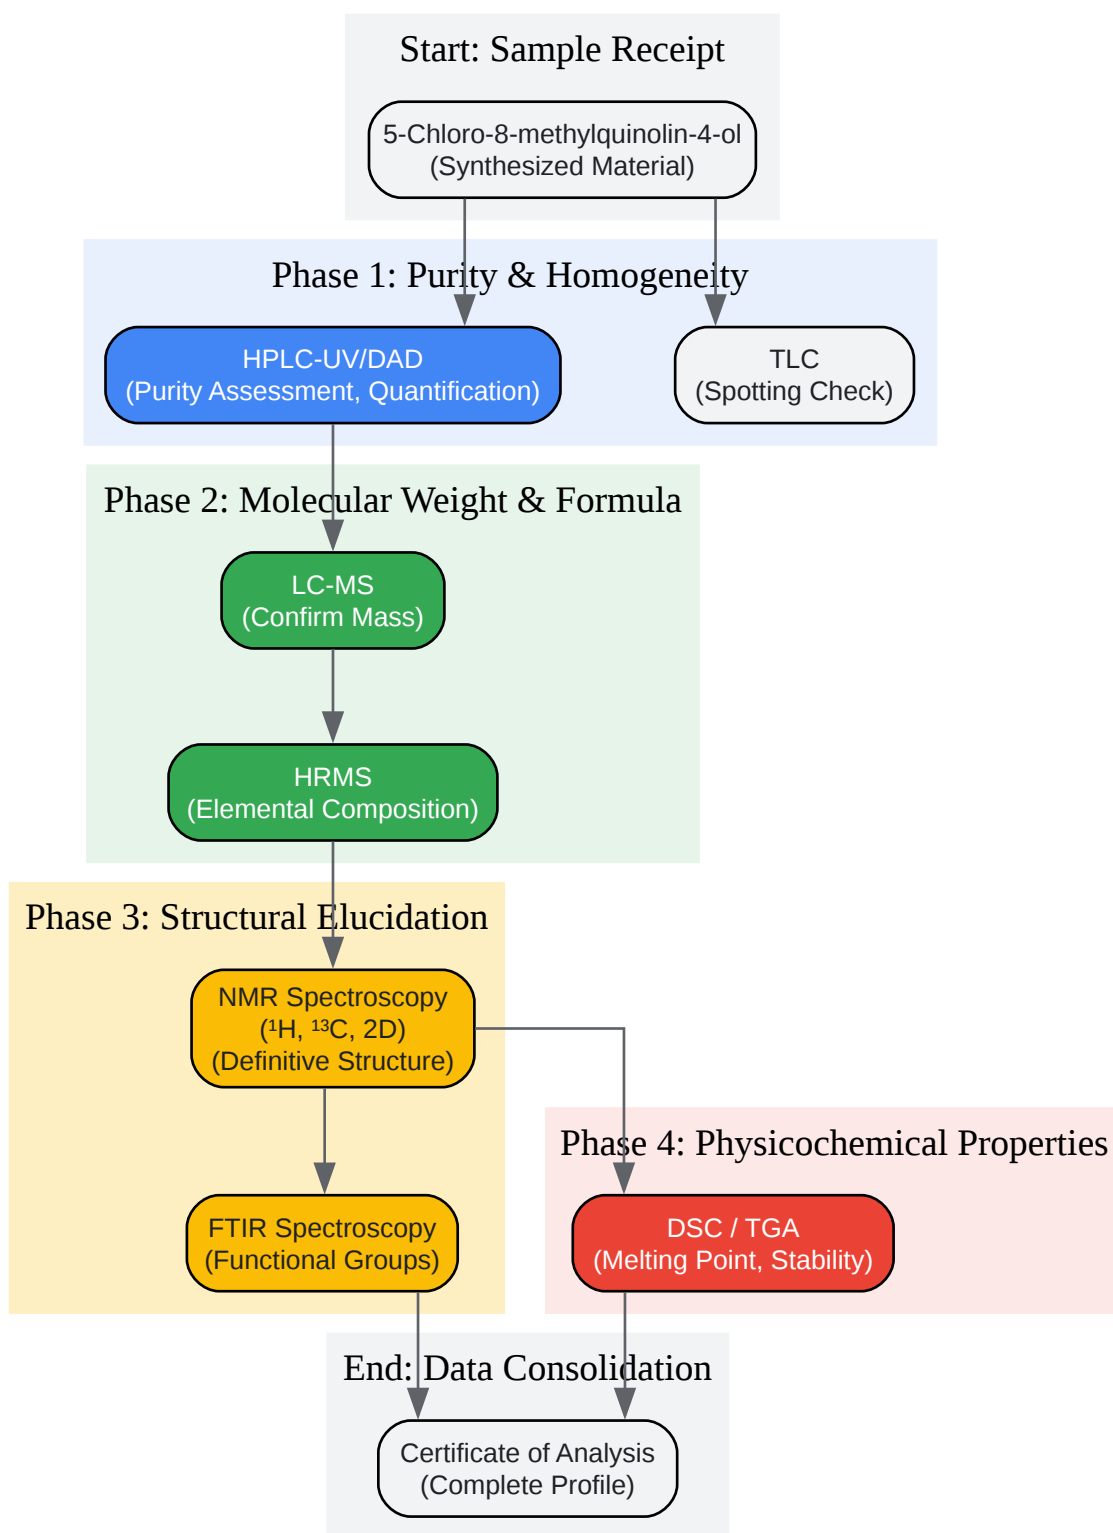 Start: Sample Receipt
5-Chloro-8-methylquinolin-4-ol
(Synthesized Material)
Phase 1: Purity & Homogeneity
HPLC-UV/DAD
(Purity Assessment, Quantification)
TLC
(Spotting Check)
Phase 2: Molecular Weight & Formula
LC-MS
(Confirm Mass)
HRMS
(Elemental Composition)
Phase 3: Structural Elucidation
NMR Spectroscopy
(¹H, ¹³C, 2D)
(Definitive Structure)
FTIR Spectroscopy
(Functional Groups)
Phase 4: Physicochemical Properties
DSC / TGA
(Melting Point, Stability)
End: Data Consolidation
Certificate of Analysis
(Complete Profile)